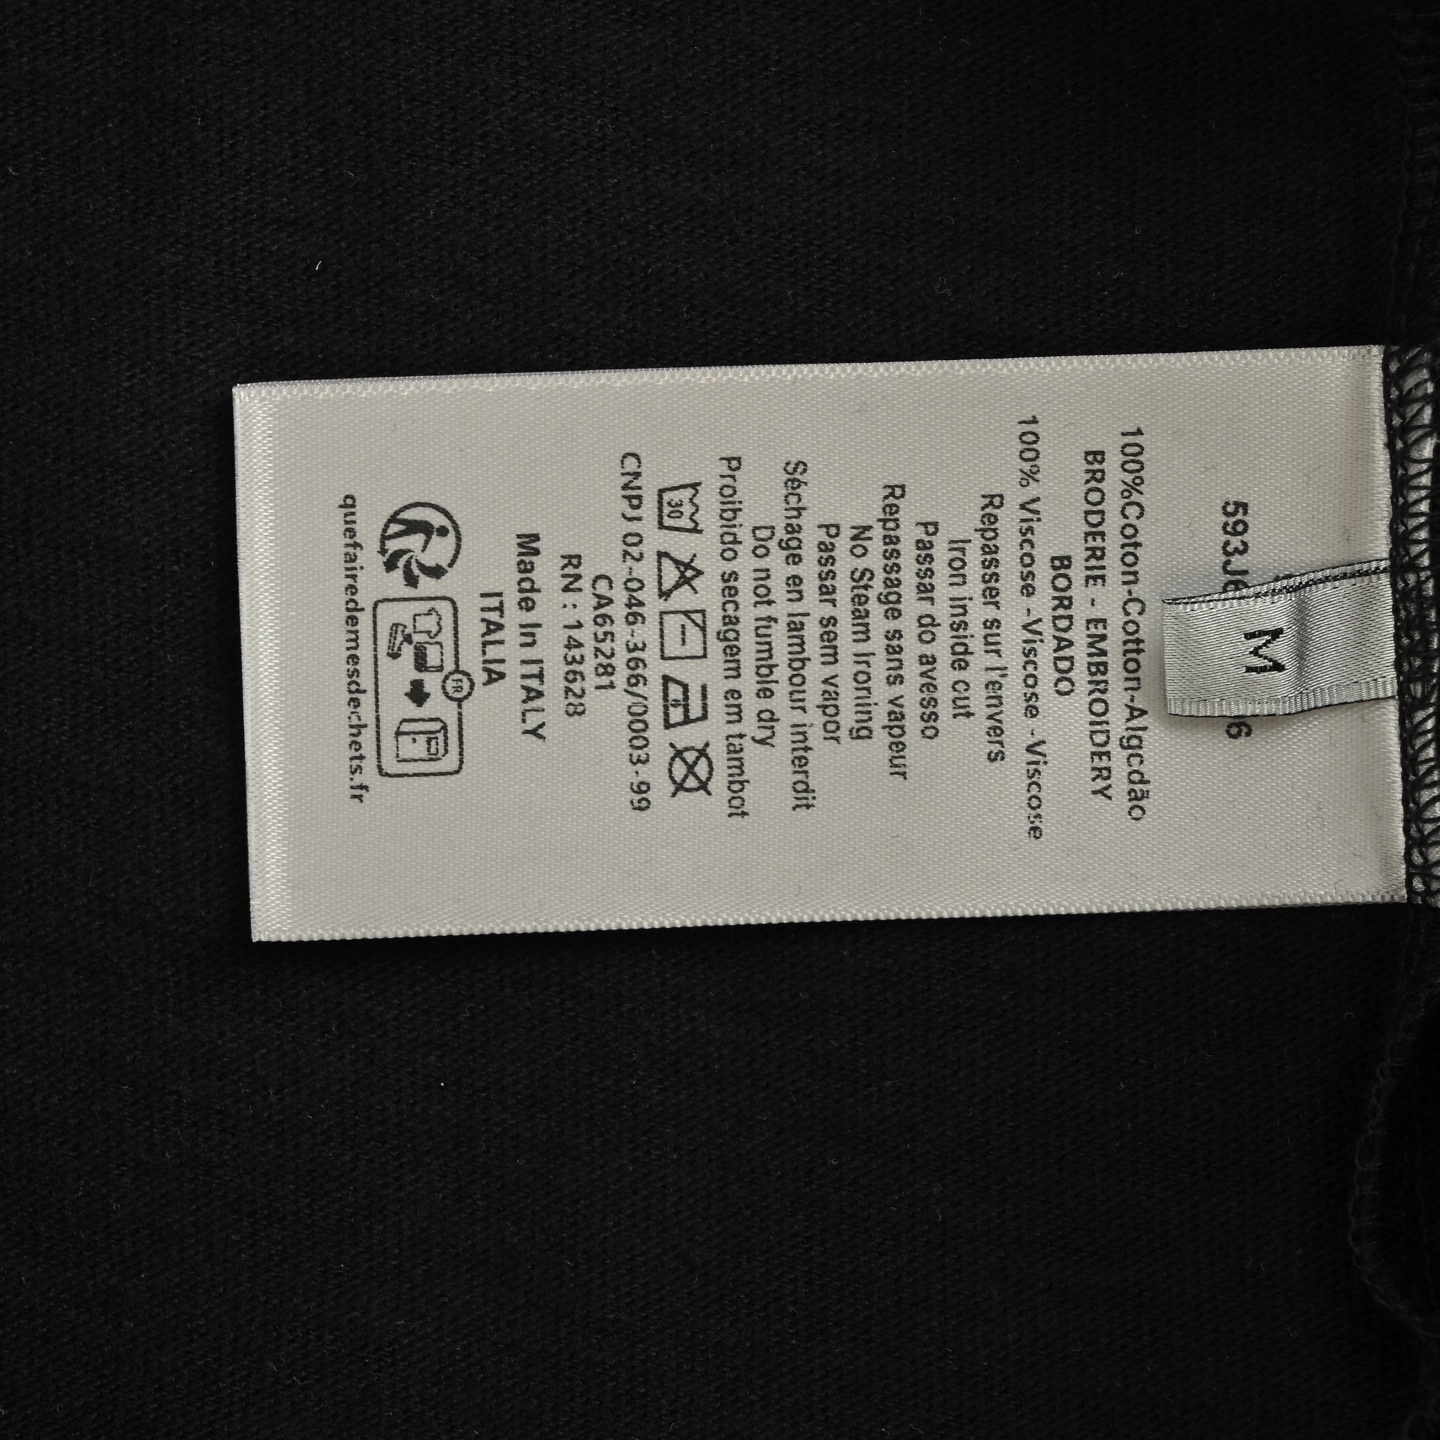 M
100%Coton-Cotton-Algcdão
BRODERIE - EMBROIDERY
BORDADO
100% Viscose -Viscose -Viscose
Repasser sur l'envers
Iron inside cut
Passar do avesso
Repassage sans vapeur
No Steam Ironing
Passar sem vapor
Séchage en lambour interdit
Do not fumble dry
Proibido secagem em tambot
30
CNPJ 02-046-366/0003-99
CA65281
RN : 143628
Made In ITALY
ITALIA
FR
quefairedemesdechets.fr